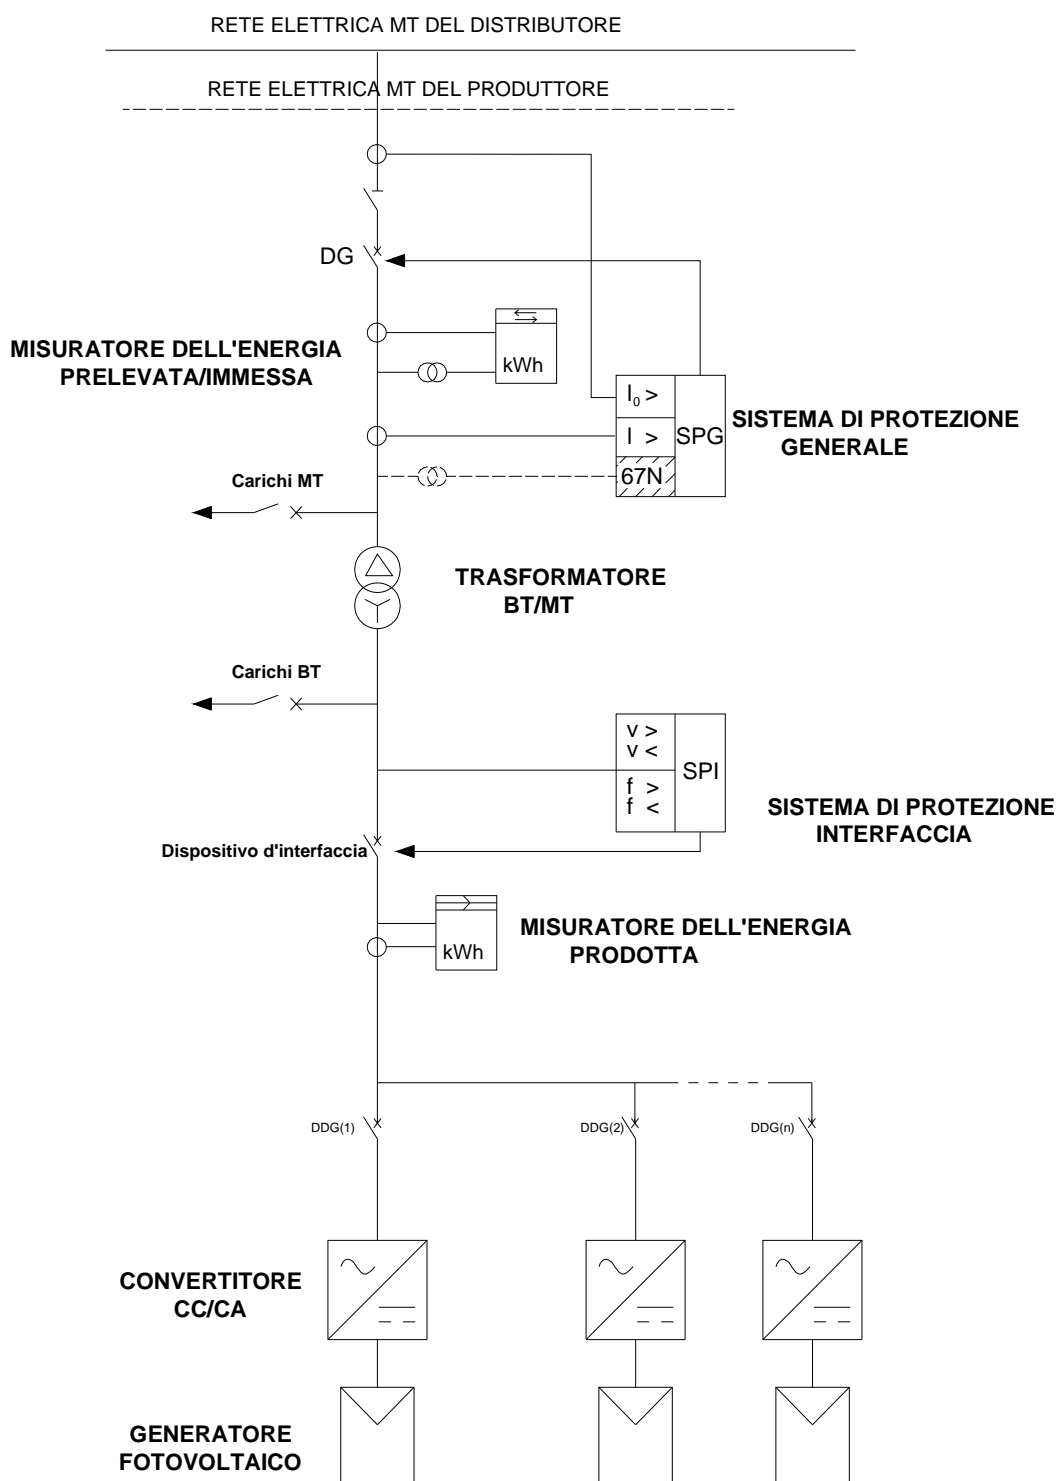 RETE ELETTRICA MT DEL DISTRIBUTORE
RETE ELETTRICA MT DEL PRODUTTORE
DG
MISURATORE DELL'ENERGIA
PRELEVATA/IMMESSA
kWh
I₀ >
I >
67N
SPG
SISTEMA DI PROTEZIONE
GENERALE
Carichi MT
TRASFORMATORE
BT/MT
Carichi BT
v >
v <
f >
f <
SPI
SISTEMA DI PROTEZIONE
INTERFACCIA
Dispositivo d'interfaccia
kWh
MISURATORE DELL'ENERGIA
PRODOTTA
DDG(1)
DDG(2)
DDG(n)
CONVERTITORE
CC/CA
GENERATORE
FOTOVOLTAICO